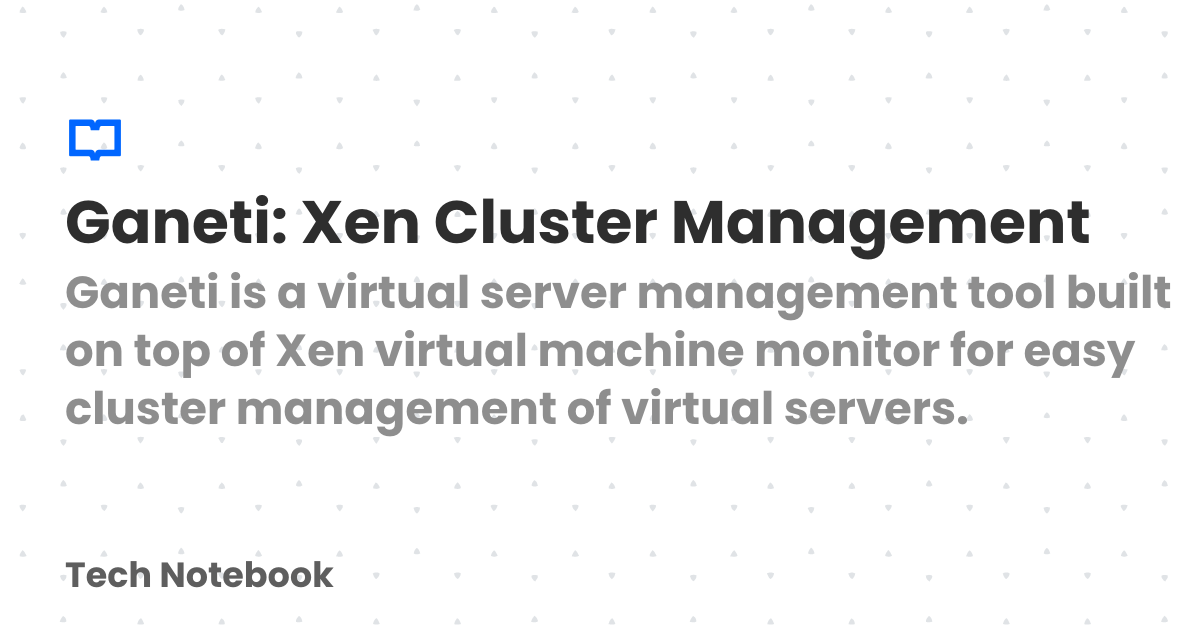 Ganeti: Xen Cluster Management
Ganeti is a virtual server management tool built
on top of Xen virtual machine monitor for easy
cluster management of virtual servers.
Tech Notebook